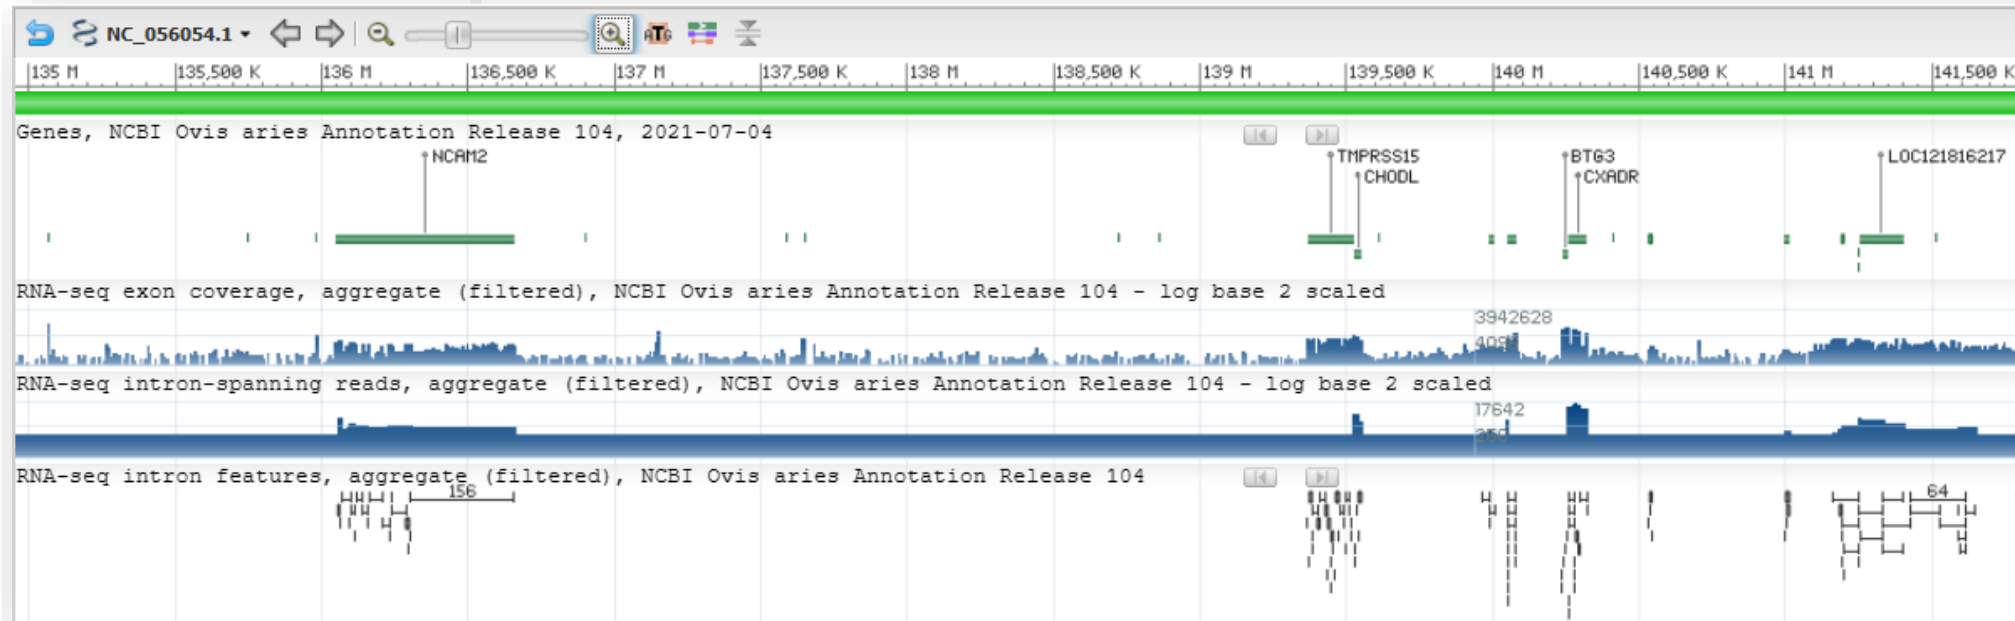 NC_056054.1
ATG
135 M 135,500 K 136 M 136,500 K 137 M 137,500 K 138 M 138,500 K 139 M 139,500 K 140 M 140,500 K 141 M 141,500 K
Genes, NCBI Ovis aries Annotation Release 104, 2021-07-04
NCAM2 TMPRSS15 BTG3 LOC121816217
CHODL CXADR
RNA-seq exon coverage, aggregate (filtered), NCBI Ovis aries Annotation Release 104 - log base 2 scaled
3942628
RNA-seq intron-spanning reads, aggregate (filtered), NCBI Ovis aries Annotation Release 104 - log base 2 scaled
17642
RNA-seq intron features, aggregate (filtered), NCBI Ovis aries Annotation Release 104
156 64